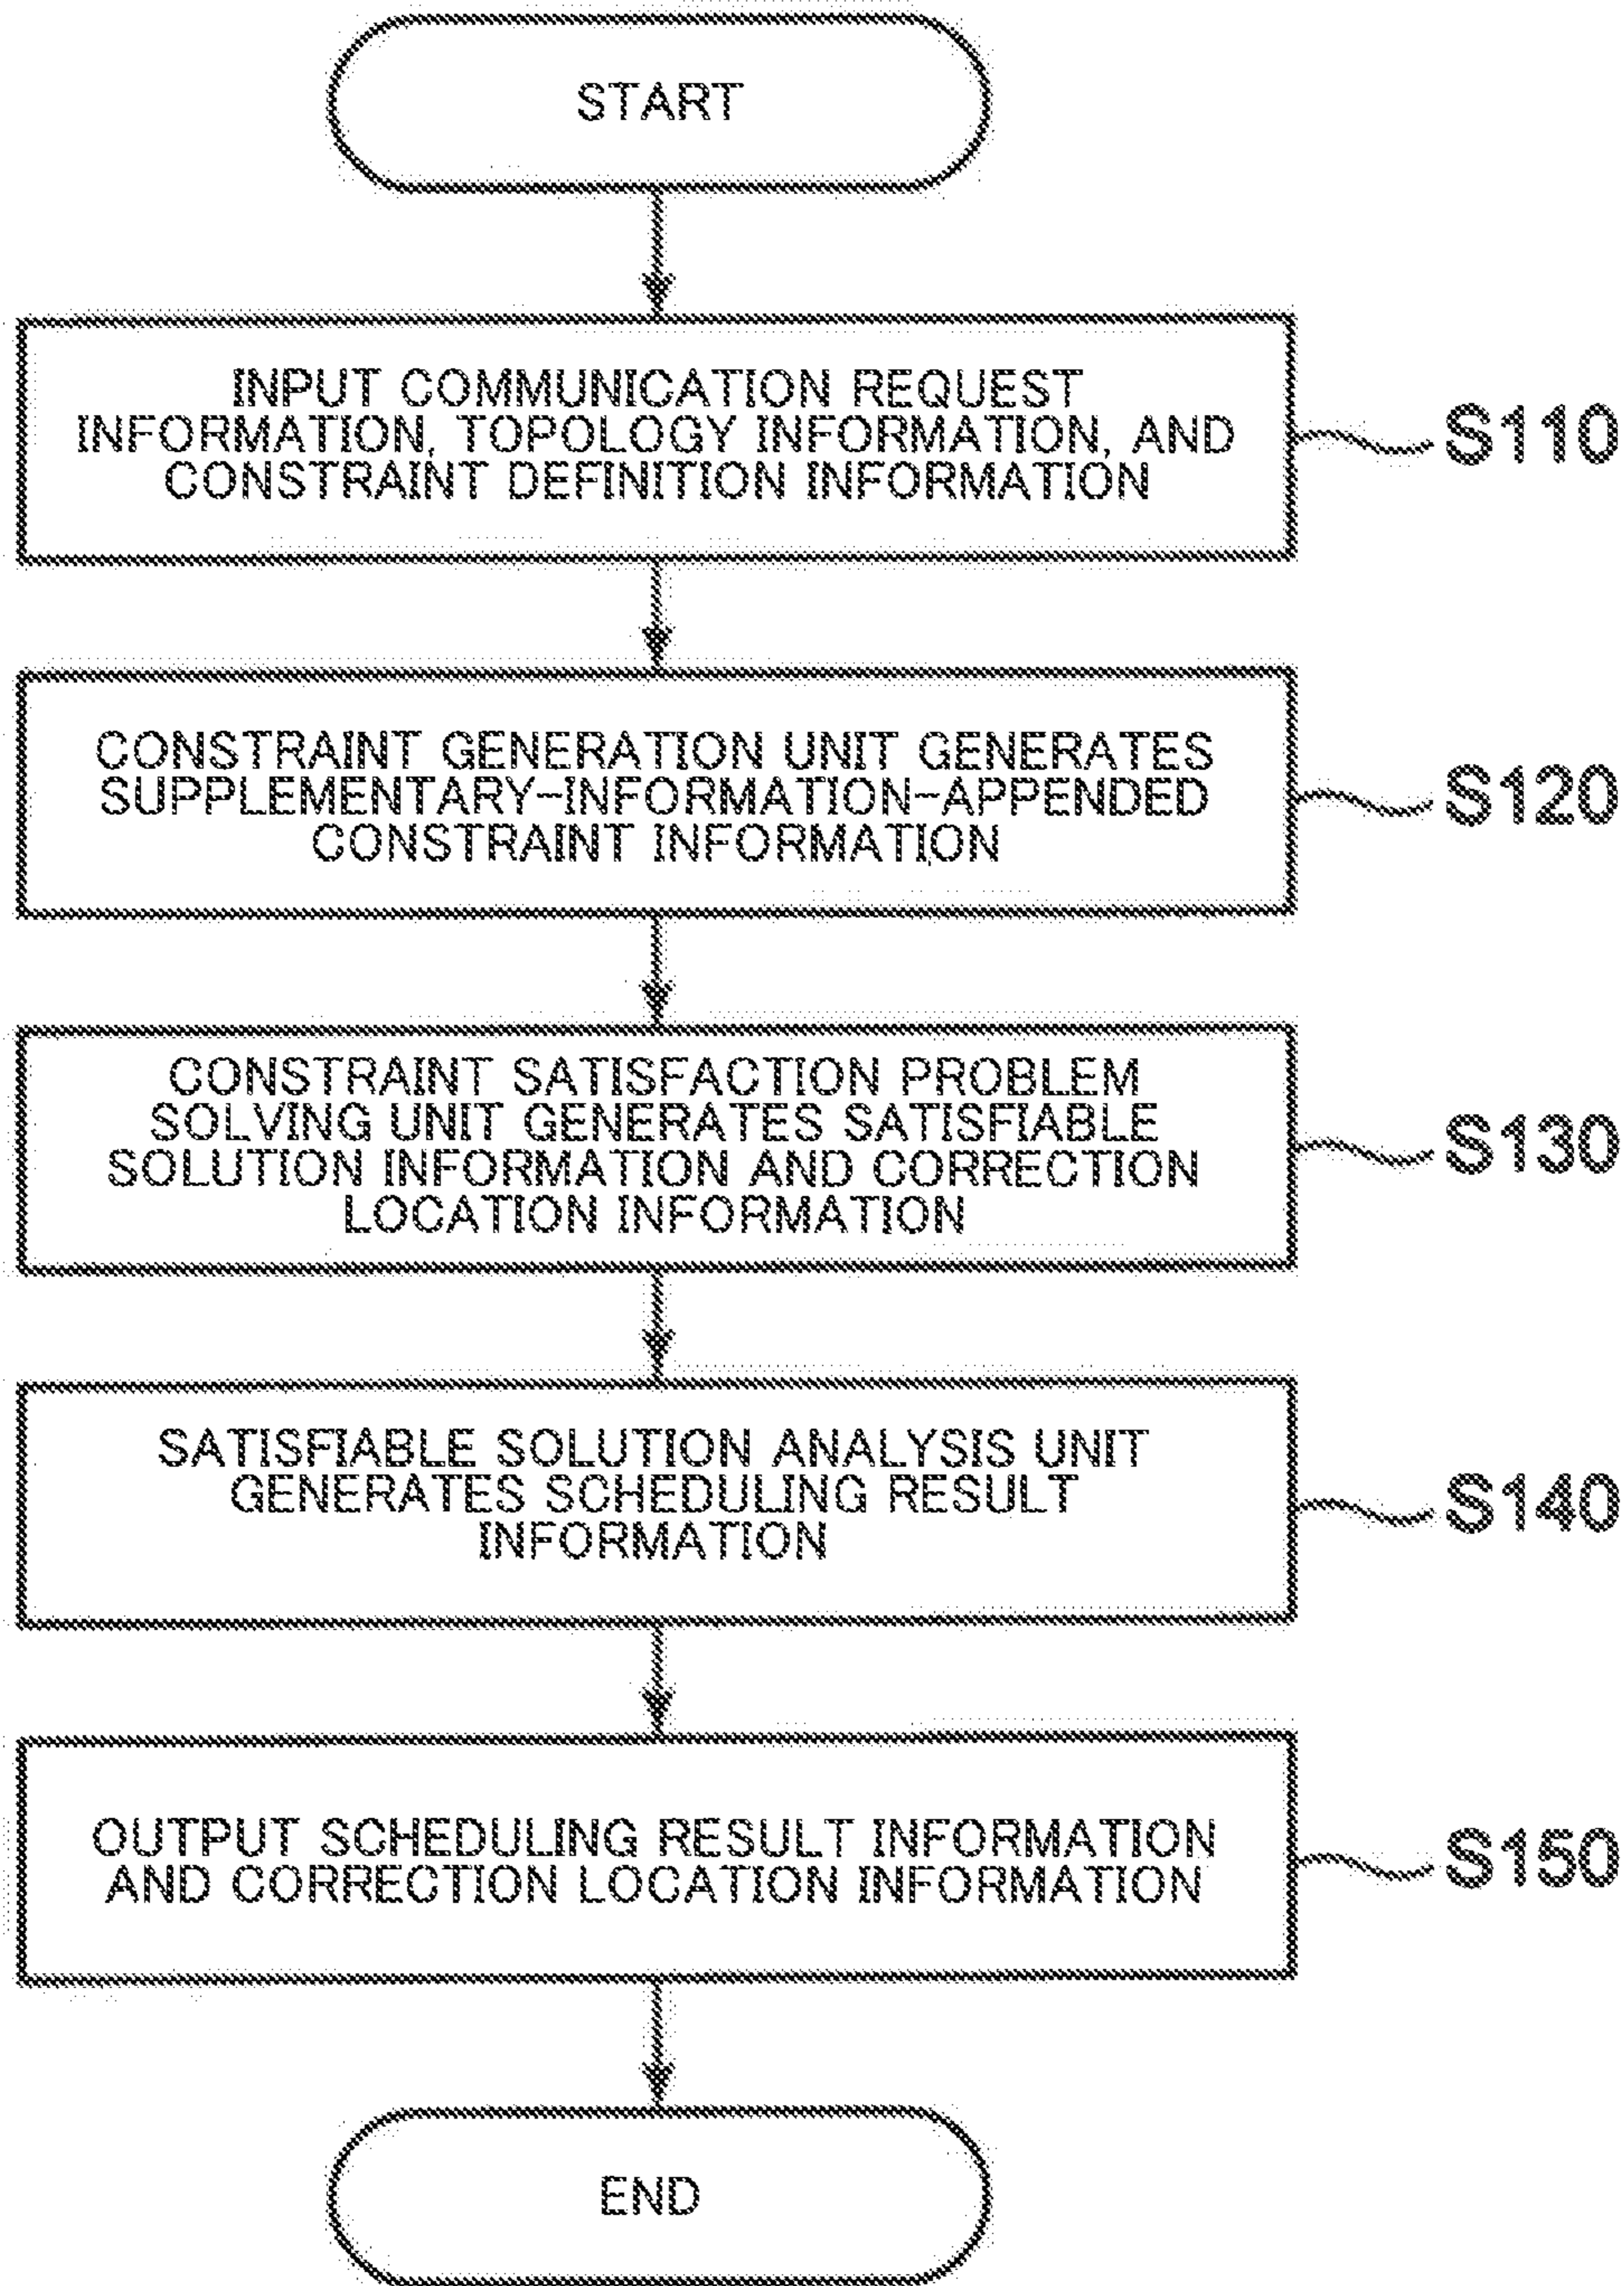 START
INPUT COMMUNICATION REQUEST
INFORMATION, TOPOLOGY INFORMATION, AND
CONSTRAINT DEFINITION INFORMATION
S110
CONSTRAINT GENERATION UNIT GENERATES
SUPPLEMENTARY-INFORMATION-APPENDED
CONSTRAINT INFORMATION
S120
CONSTRAINT SATISFACTION PROBLEM
SOLVING UNIT GENERATES SATISFIABLE
SOLUTION INFORMATION AND CORRECTION
LOCATION INFORMATION
S130
SATISFIABLE SOLUTION ANALYSIS UNIT
GENERATES SCHEDULING RESULT
INFORMATION
S140
OUTPUT SCHEDULING RESULT INFORMATION
AND CORRECTION LOCATION INFORMATION
S150
END